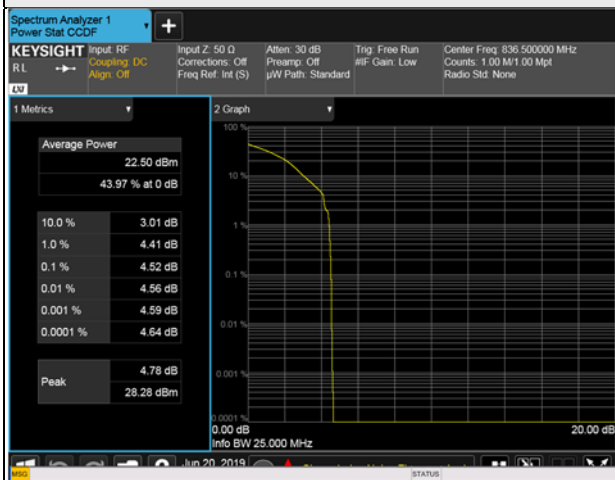 Spectrum Analyzer 1
Power Stat CCDF
+
KEYSIGHT
RL
LXI
Input: RF
Coupling: DC
Align: Off
Input Z: 50 Ω
Corrections: Off
Freq Ref: Int (S)
Atten: 30 dB
Preamp: Off
µW Path: Standard
Trig: Free Run
#IF Gain: Low
Center Freq: 836.500000 MHz
Counts: 1.00 M/1.00 Mpt
Radio Std: None
1 Metrics
Average Power
22.50 dBm
43.97 % at 0 dB
10.0 % 3.01 dB
1.0 % 4.41 dB
0.1 % 4.52 dB
0.01 % 4.56 dB
0.001 % 4.59 dB
0.0001 % 4.64 dB
Peak
4.78 dB
28.28 dBm
2 Graph
100 %
10 %
1 %
0.1 %
0.01 %
0.001 %
0.0001 %
0.00 dB 20.00 dB
Info BW 25.000 MHz
Jun 20, 2019
MSG STATUS